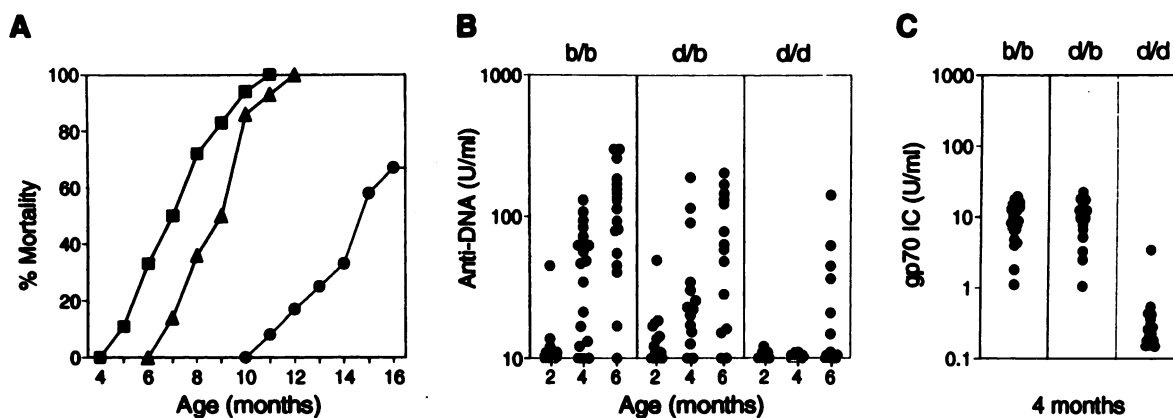 A
% Mortality
100
80
60
40
20
0
4 6 8 10 12 14 16
Age (months)
B
b/b d/b d/d
Anti-DNA (U/ml)
1000
100
10
2 4 6 2 4 6 2 4 6
Age (months)
C
b/b d/b d/d
gp70 IC (U/ml)
1000
100
10
1
0.1
4 months